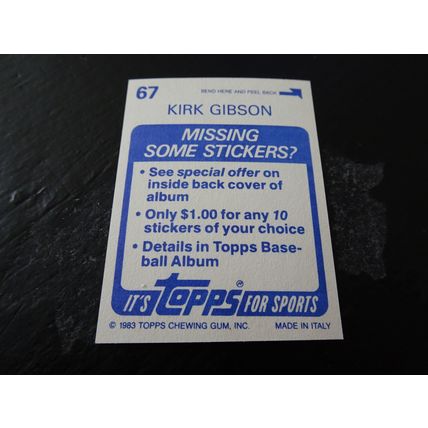 67
BEND HERE AND PEEL BACK
KIRK GIBSON
MISSING
SOME STICKERS?
• See special offer on
inside back cover of
album
• Only $1.00 for any 10
stickers of your choice
• Details in Topps Base-
ball Album
IT'S Topps® FOR SPORTS
© 1983 TOPPS CHEWING GUM, INC. MADE IN ITALY